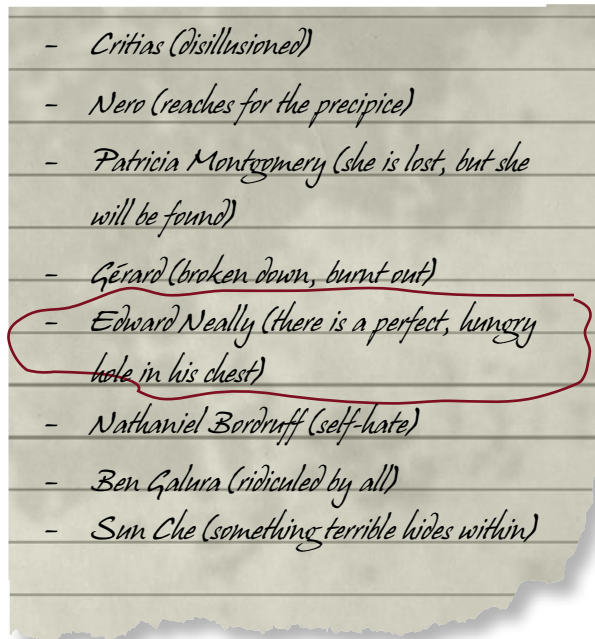 - Critias (disillusioned)
- Nero (reaches for the precipice)
- Patricia Montgomery (she is lost, but she
will be found)
- Gérard (broken down, burnt out)
- Edward Neally (there is a perfect, hungry
hole in his chest)
- Nathaniel Bordruff (self-hate)
- Ben Galura (ridiculed by all)
- Sun Che (something terrible hides within)